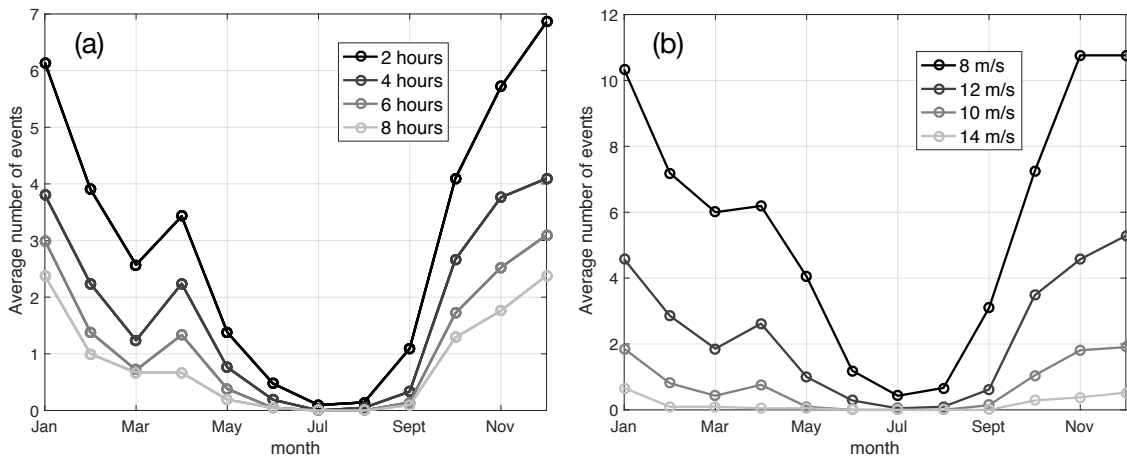 (a)
7
6
5
4
3
2
1
0
Average number of events
2 hours
4 hours
6 hours
8 hours
Jan Mar May Jul Sept Nov
month
(b)
12
10
8
6
4
2
0
Average number of events
8 m/s
12 m/s
10 m/s
14 m/s
Jan Mar May Jul Sept Nov
month